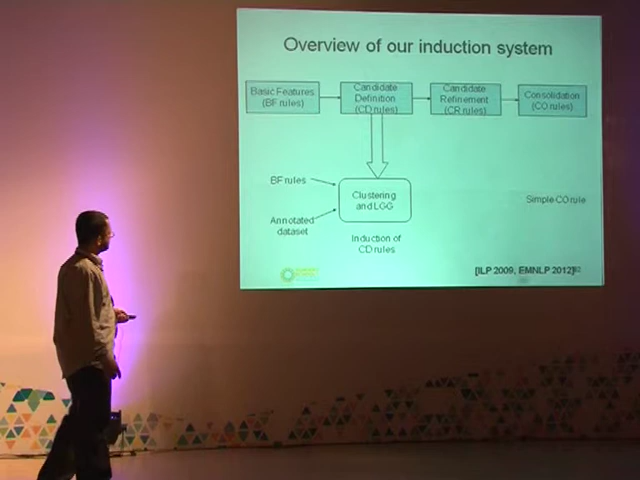 Overview of our induction system
Basic Features
(BF rules)
Candidate
Definition
(CD rules)
Candidate
Refinement
(CR rules)
Consolidation
(CO rules)
BF rules
Annotated
dataset
Clustering
and LGG
Induction of
CD rules
Simple CO rule
[ILP 2009, EMNLP 2012]